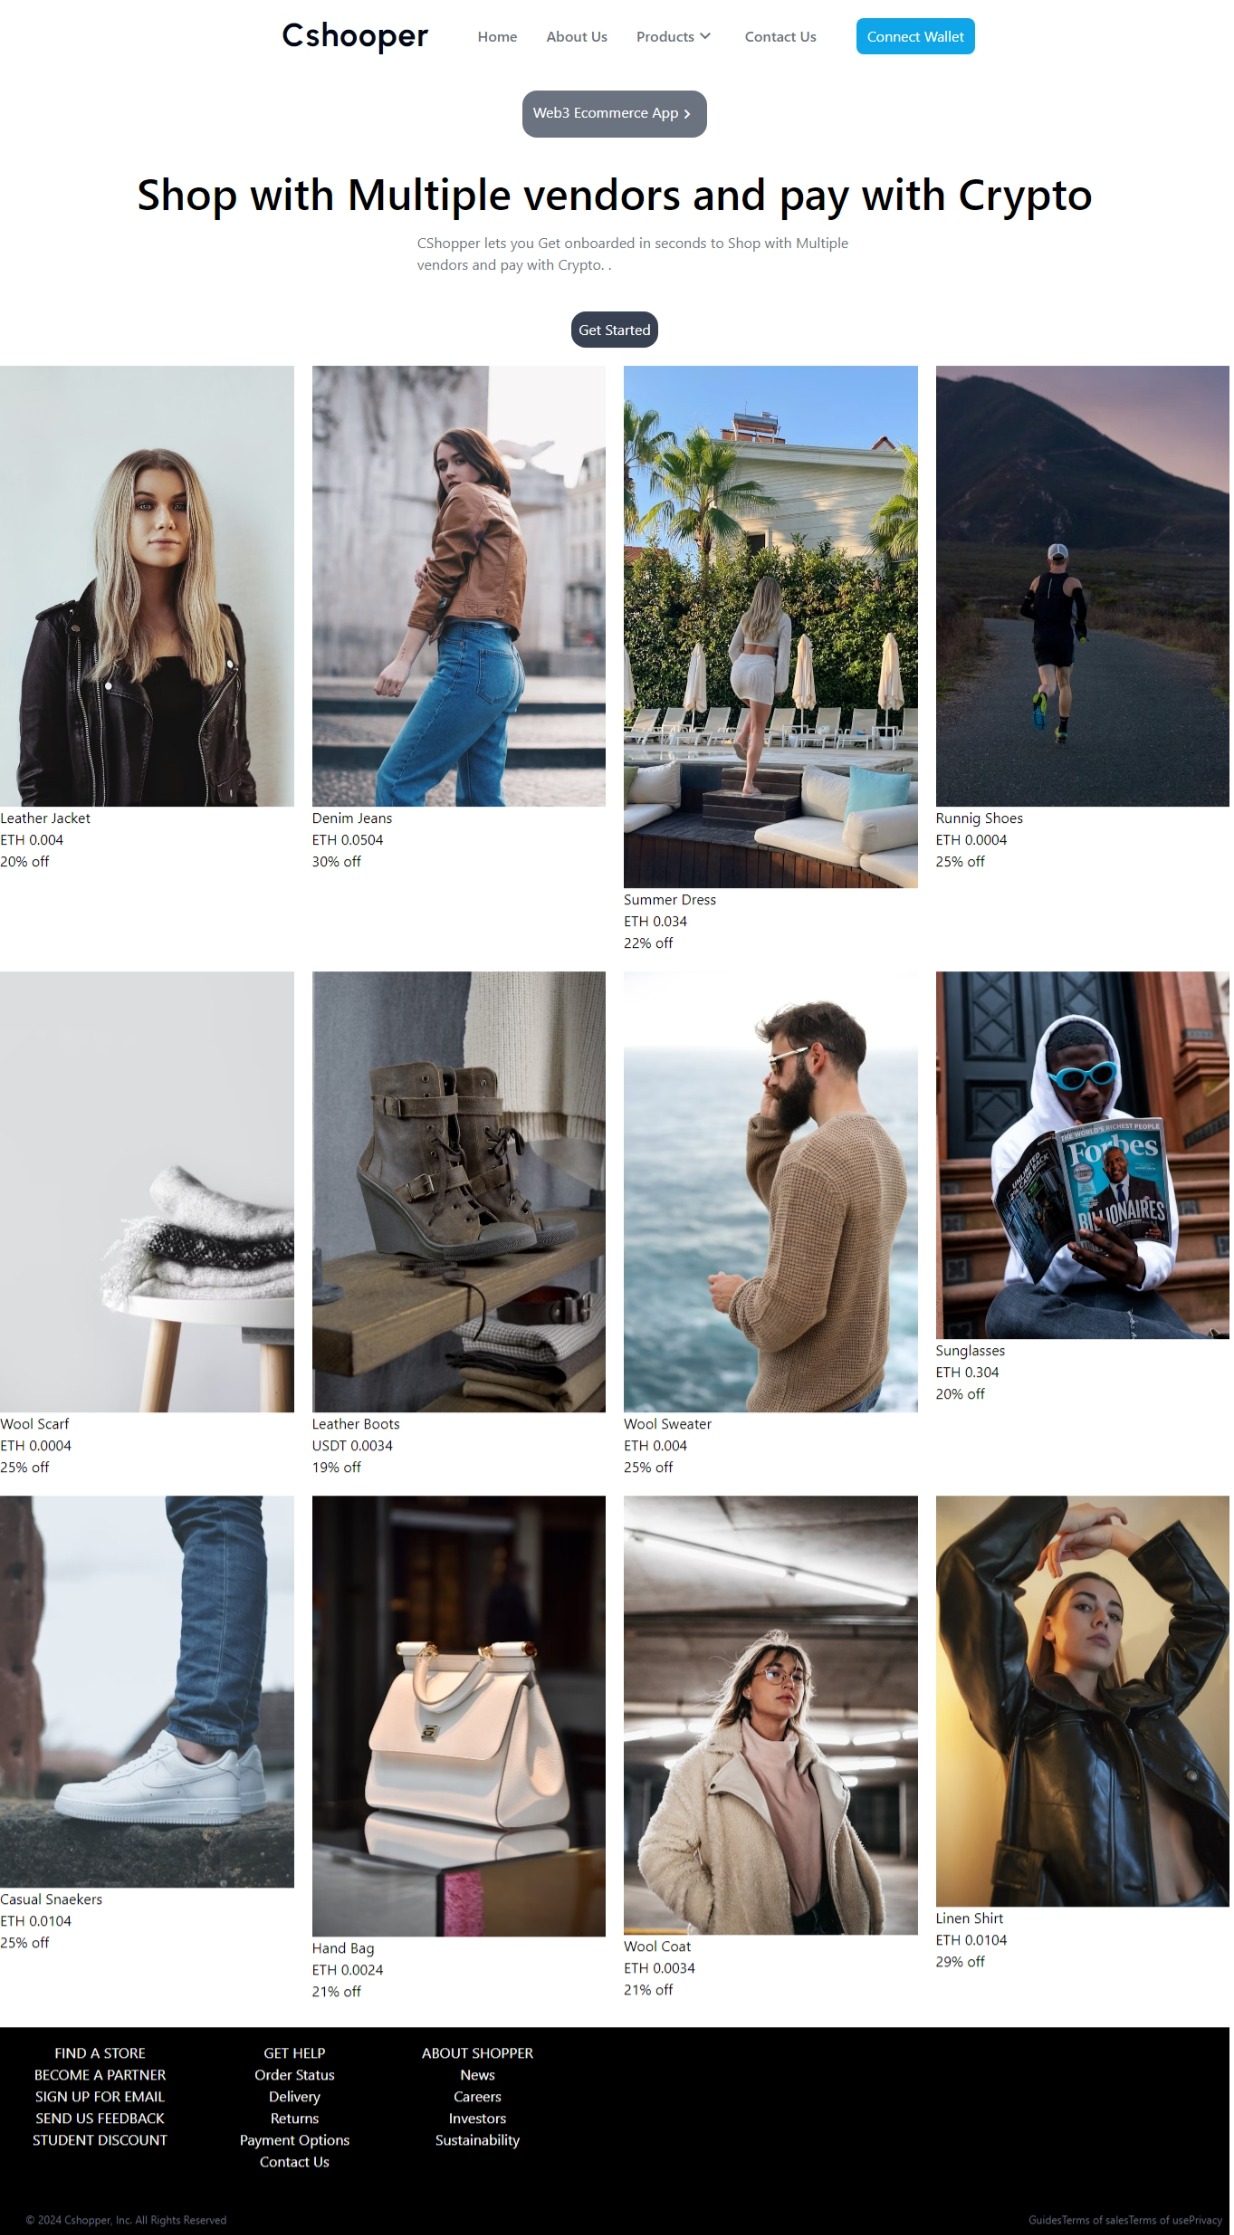 Cshooper
Home About Us Products Contact Us Connect Wallet
Web3 Ecommerce App
Shop with Multiple vendors and pay with Crypto
CShopper lets you Get onboarded in seconds to Shop with Multiple
vendors and pay with Crypto. .
Get Started
Leather Jacket
ETH 0.004
20% off
Denim Jeans
ETH 0.0504
30% off
Summer Dress
ETH 0.034
22% off
Runnig Shoes
ETH 0.0004
25% off
Wool Scarf
ETH 0.0004
25% off
Leather Boots
USDT 0.0034
19% off
Wool Sweater
ETH 0.004
25% off
THE WORLD'S RICHEST PEOPLE
Forbes
BILLIONAIRES
UNLIMITED
2% CASH BACK
Sunglasses
ETH 0.304
20% off
Casual Snaekers
ETH 0.0104
25% off
Hand Bag
ETH 0.0024
21% off
Wool Coat
ETH 0.0034
21% off
Linen Shirt
ETH 0.0104
29% off
FIND A STORE
BECOME A PARTNER
SIGN UP FOR EMAIL
SEND US FEEDBACK
STUDENT DISCOUNT
GET HELP
Order Status
Delivery
Returns
Payment Options
Contact Us
ABOUT SHOPPER
News
Careers
Investors
Sustainability
© 2024 Cshopper, Inc. All Rights Reserved
GuidesTerms of salesTerms of usePrivacy